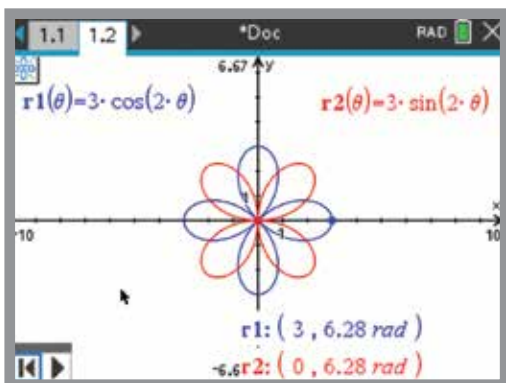 1.1 1.2 *Doc RAD
6.67 y
r1(θ)=3·cos(2·θ) r2(θ)=3·sin(2·θ)
1
x
-10 1 10
r1: ( 3 , 6.28 rad )
-6.6 r2: ( 0 , 6.28 rad )